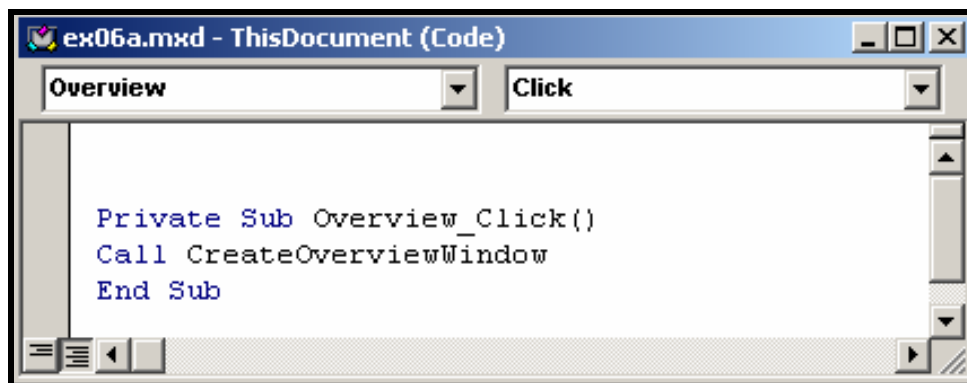 ex06a.mxd - ThisDocument (Code)
Overview Click
Private Sub Overview_Click()
Call CreateOverviewWindow
End Sub